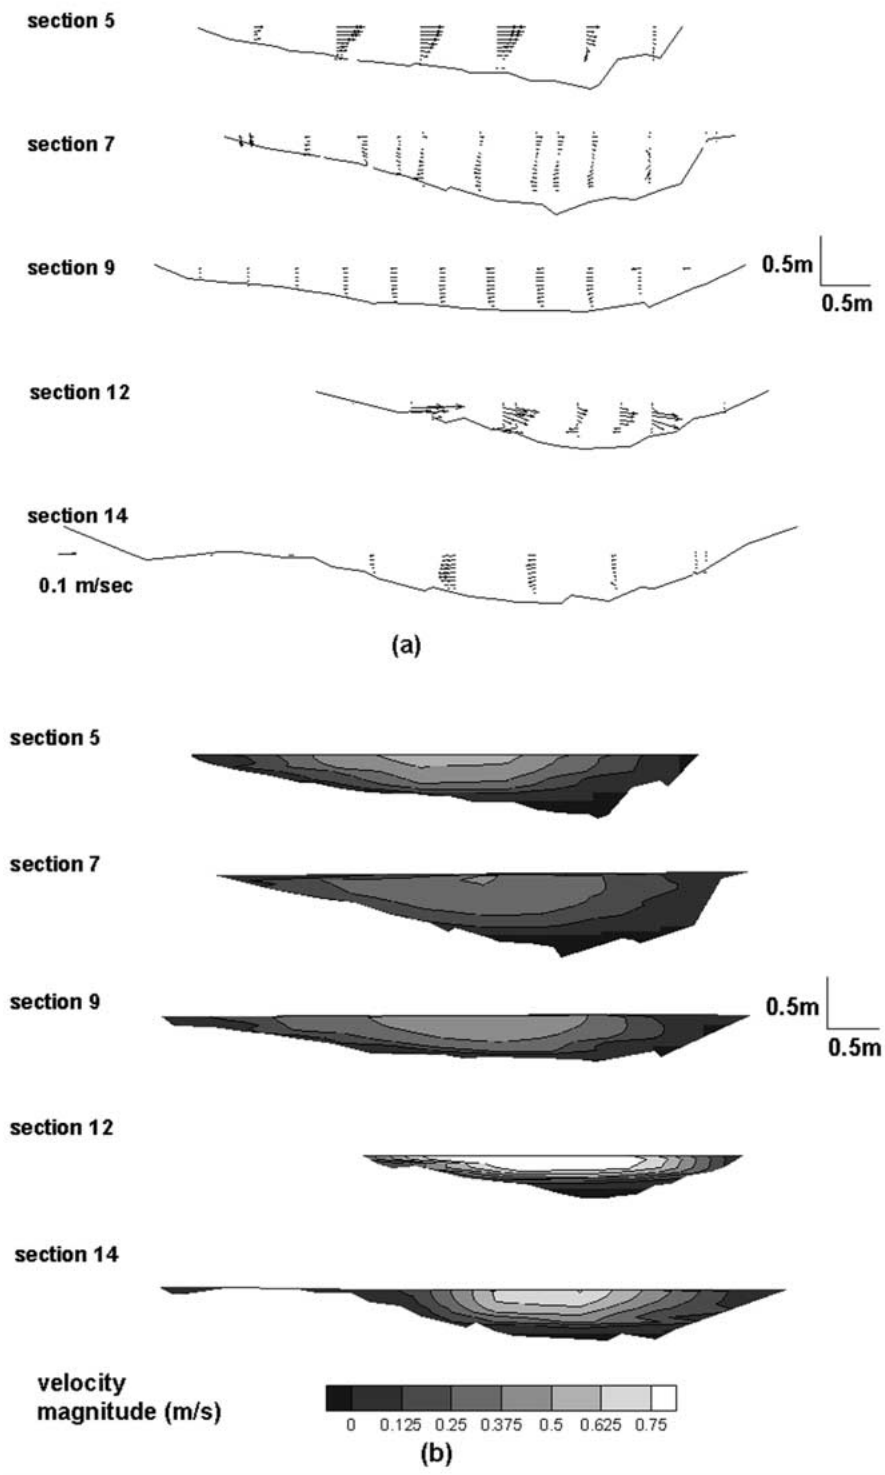 section 5
section 7
section 9
0.5m
0.5m
section 12
section 14
0.1 m/sec
(a)
section 5
section 7
section 9
0.5m
0.5m
section 12
section 14
velocity
magnitude (m/s)
0 0.125 0.25 0.375 0.5 0.625 0.75
(b)